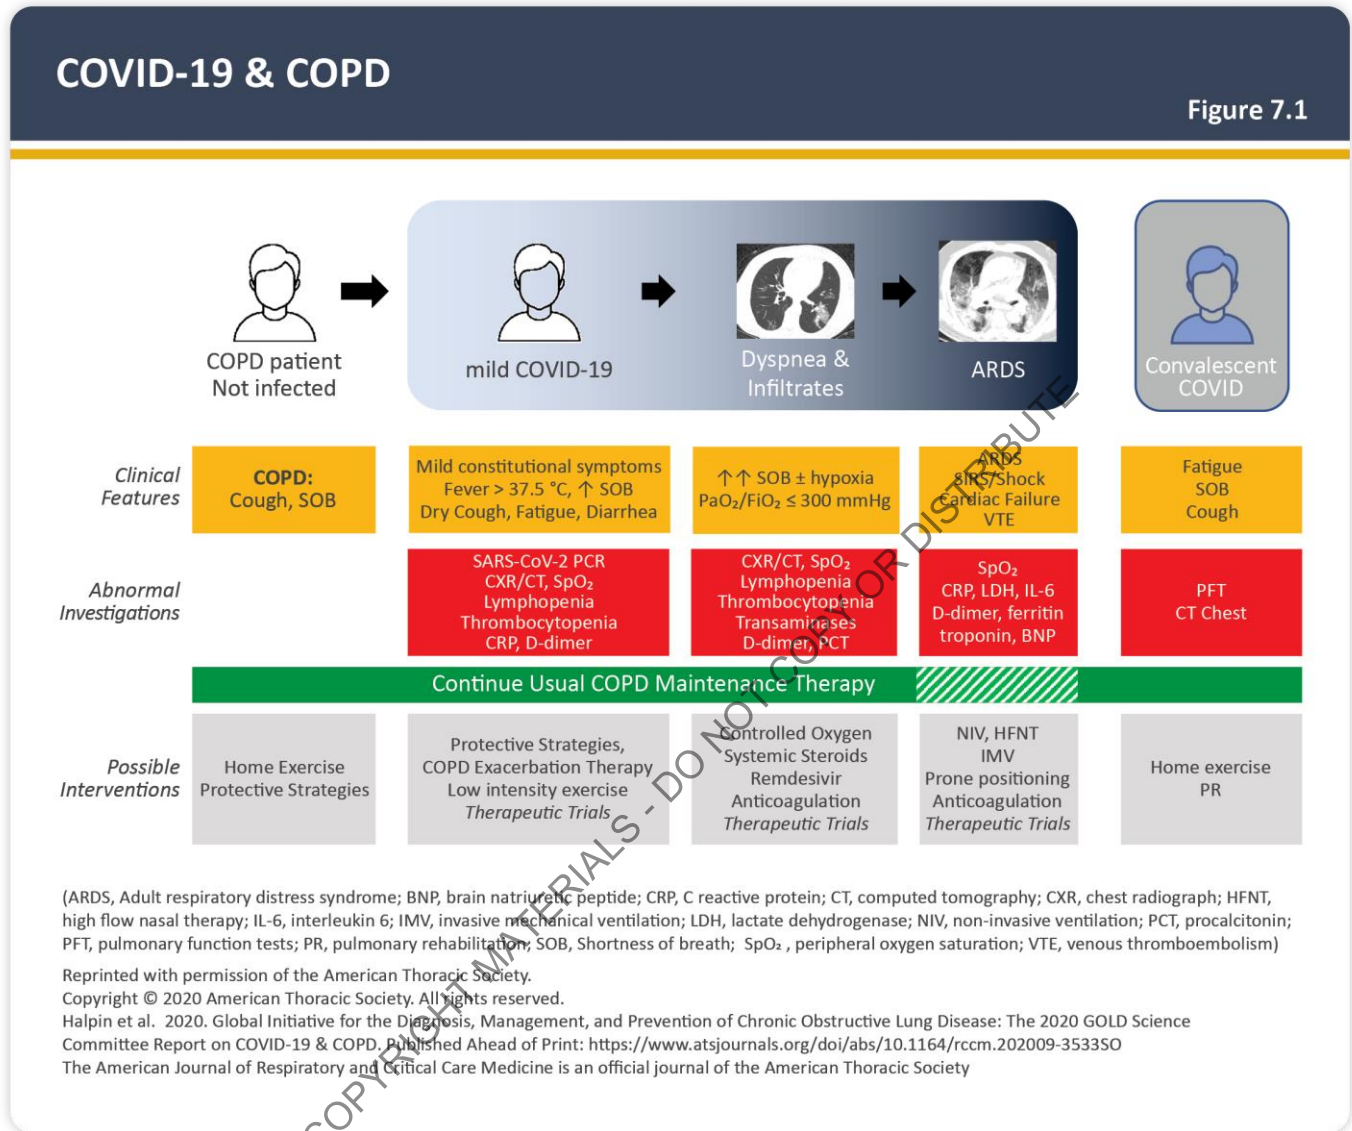 COVID-19 & COPD
Figure 7.1
COPD patient
Not infected
mild COVID-19
Dyspnea &
Infiltrates
ARDS
Convalescent
COVID
Clinical
Features
COPD:
Cough, SOB
Mild constitutional symptoms
Fever > 37.5 °C, ↑ SOB
Dry Cough, Fatigue, Diarrhea
↑↑ SOB ± hypoxia
PaO₂/FiO₂ ≤ 300 mmHg
ARDS
SIRS/Shock
Cardiac Failure
VTE
Fatigue
SOB
Cough
Abnormal
Investigations
SARS-CoV-2 PCR
CXR/CT, SpO₂
Lymphopenia
Thrombocytopenia
CRP, D-dimer
CXR/CT, SpO₂
Lymphopenia
Thrombocytopenia
Transaminases
D-dimer, PCT
SpO₂
CRP, LDH, IL-6
D-dimer, ferritin
troponin, BNP
PFT
CT Chest
Continue Usual COPD Maintenance Therapy
Possible
Interventions
Home Exercise
Protective Strategies
Protective Strategies,
COPD Exacerbation Therapy
Low intensity exercise
Therapeutic Trials
Controlled Oxygen
Systemic Steroids
Remdesivir
Anticoagulation
Therapeutic Trials
NIV, HFNT
IMV
Prone positioning
Anticoagulation
Therapeutic Trials
Home exercise
PR
(ARDS, Adult respiratory distress syndrome; BNP, brain natriuretic peptide; CRP, C reactive protein; CT, computed tomography; CXR, chest radiograph; HFNT,
high flow nasal therapy; IL-6, interleukin 6; IMV, invasive mechanical ventilation; LDH, lactate dehydrogenase; NIV, non-invasive ventilation; PCT, procalcitonin;
PFT, pulmonary function tests; PR, pulmonary rehabilitation; SOB, Shortness of breath; SpO₂ , peripheral oxygen saturation; VTE, venous thromboembolism)
Reprinted with permission of the American Thoracic Society.
Copyright © 2020 American Thoracic Society. All rights reserved.
Halpin et al. 2020. Global Initiative for the Diagnosis, Management, and Prevention of Chronic Obstructive Lung Disease: The 2020 GOLD Science
Committee Report on COVID-19 & COPD. Published Ahead of Print: https://www.atsjournals.org/doi/abs/10.1164/rccm.202009-3533SO
The American Journal of Respiratory and Critical Care Medicine is an official journal of the American Thoracic Society
COPYRIGHT MATERIALS - DO NOT COPY OR DISTRIBUTE